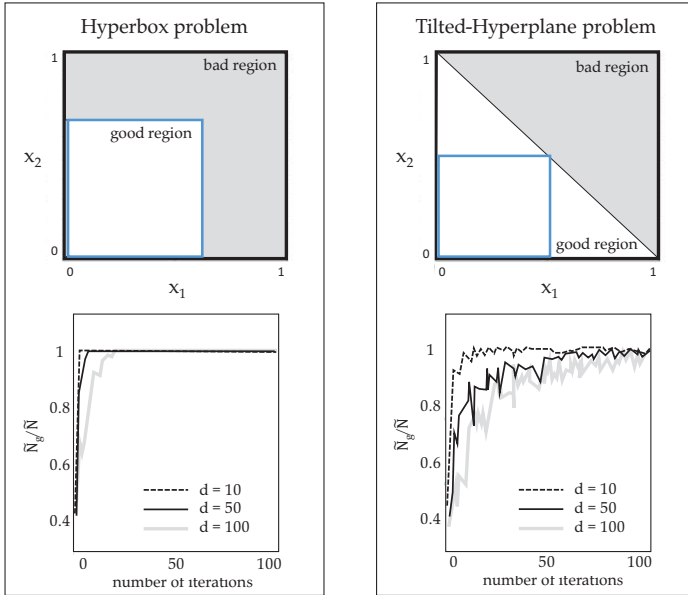 Hyperbox problem
1
bad region
good region
x2
0
0
1
x1
1
0.8
Ñg/Ñ
0.6
0.4
d = 10
d = 50
d = 100
0
50
100
number of iterations
Tilted-Hyperplane problem
1
bad region
x2
good region
0
0
1
x1
1
0.8
Ñg/Ñ
0.6
0.4
d = 10
d = 50
d = 100
0
50
100
number of iterations